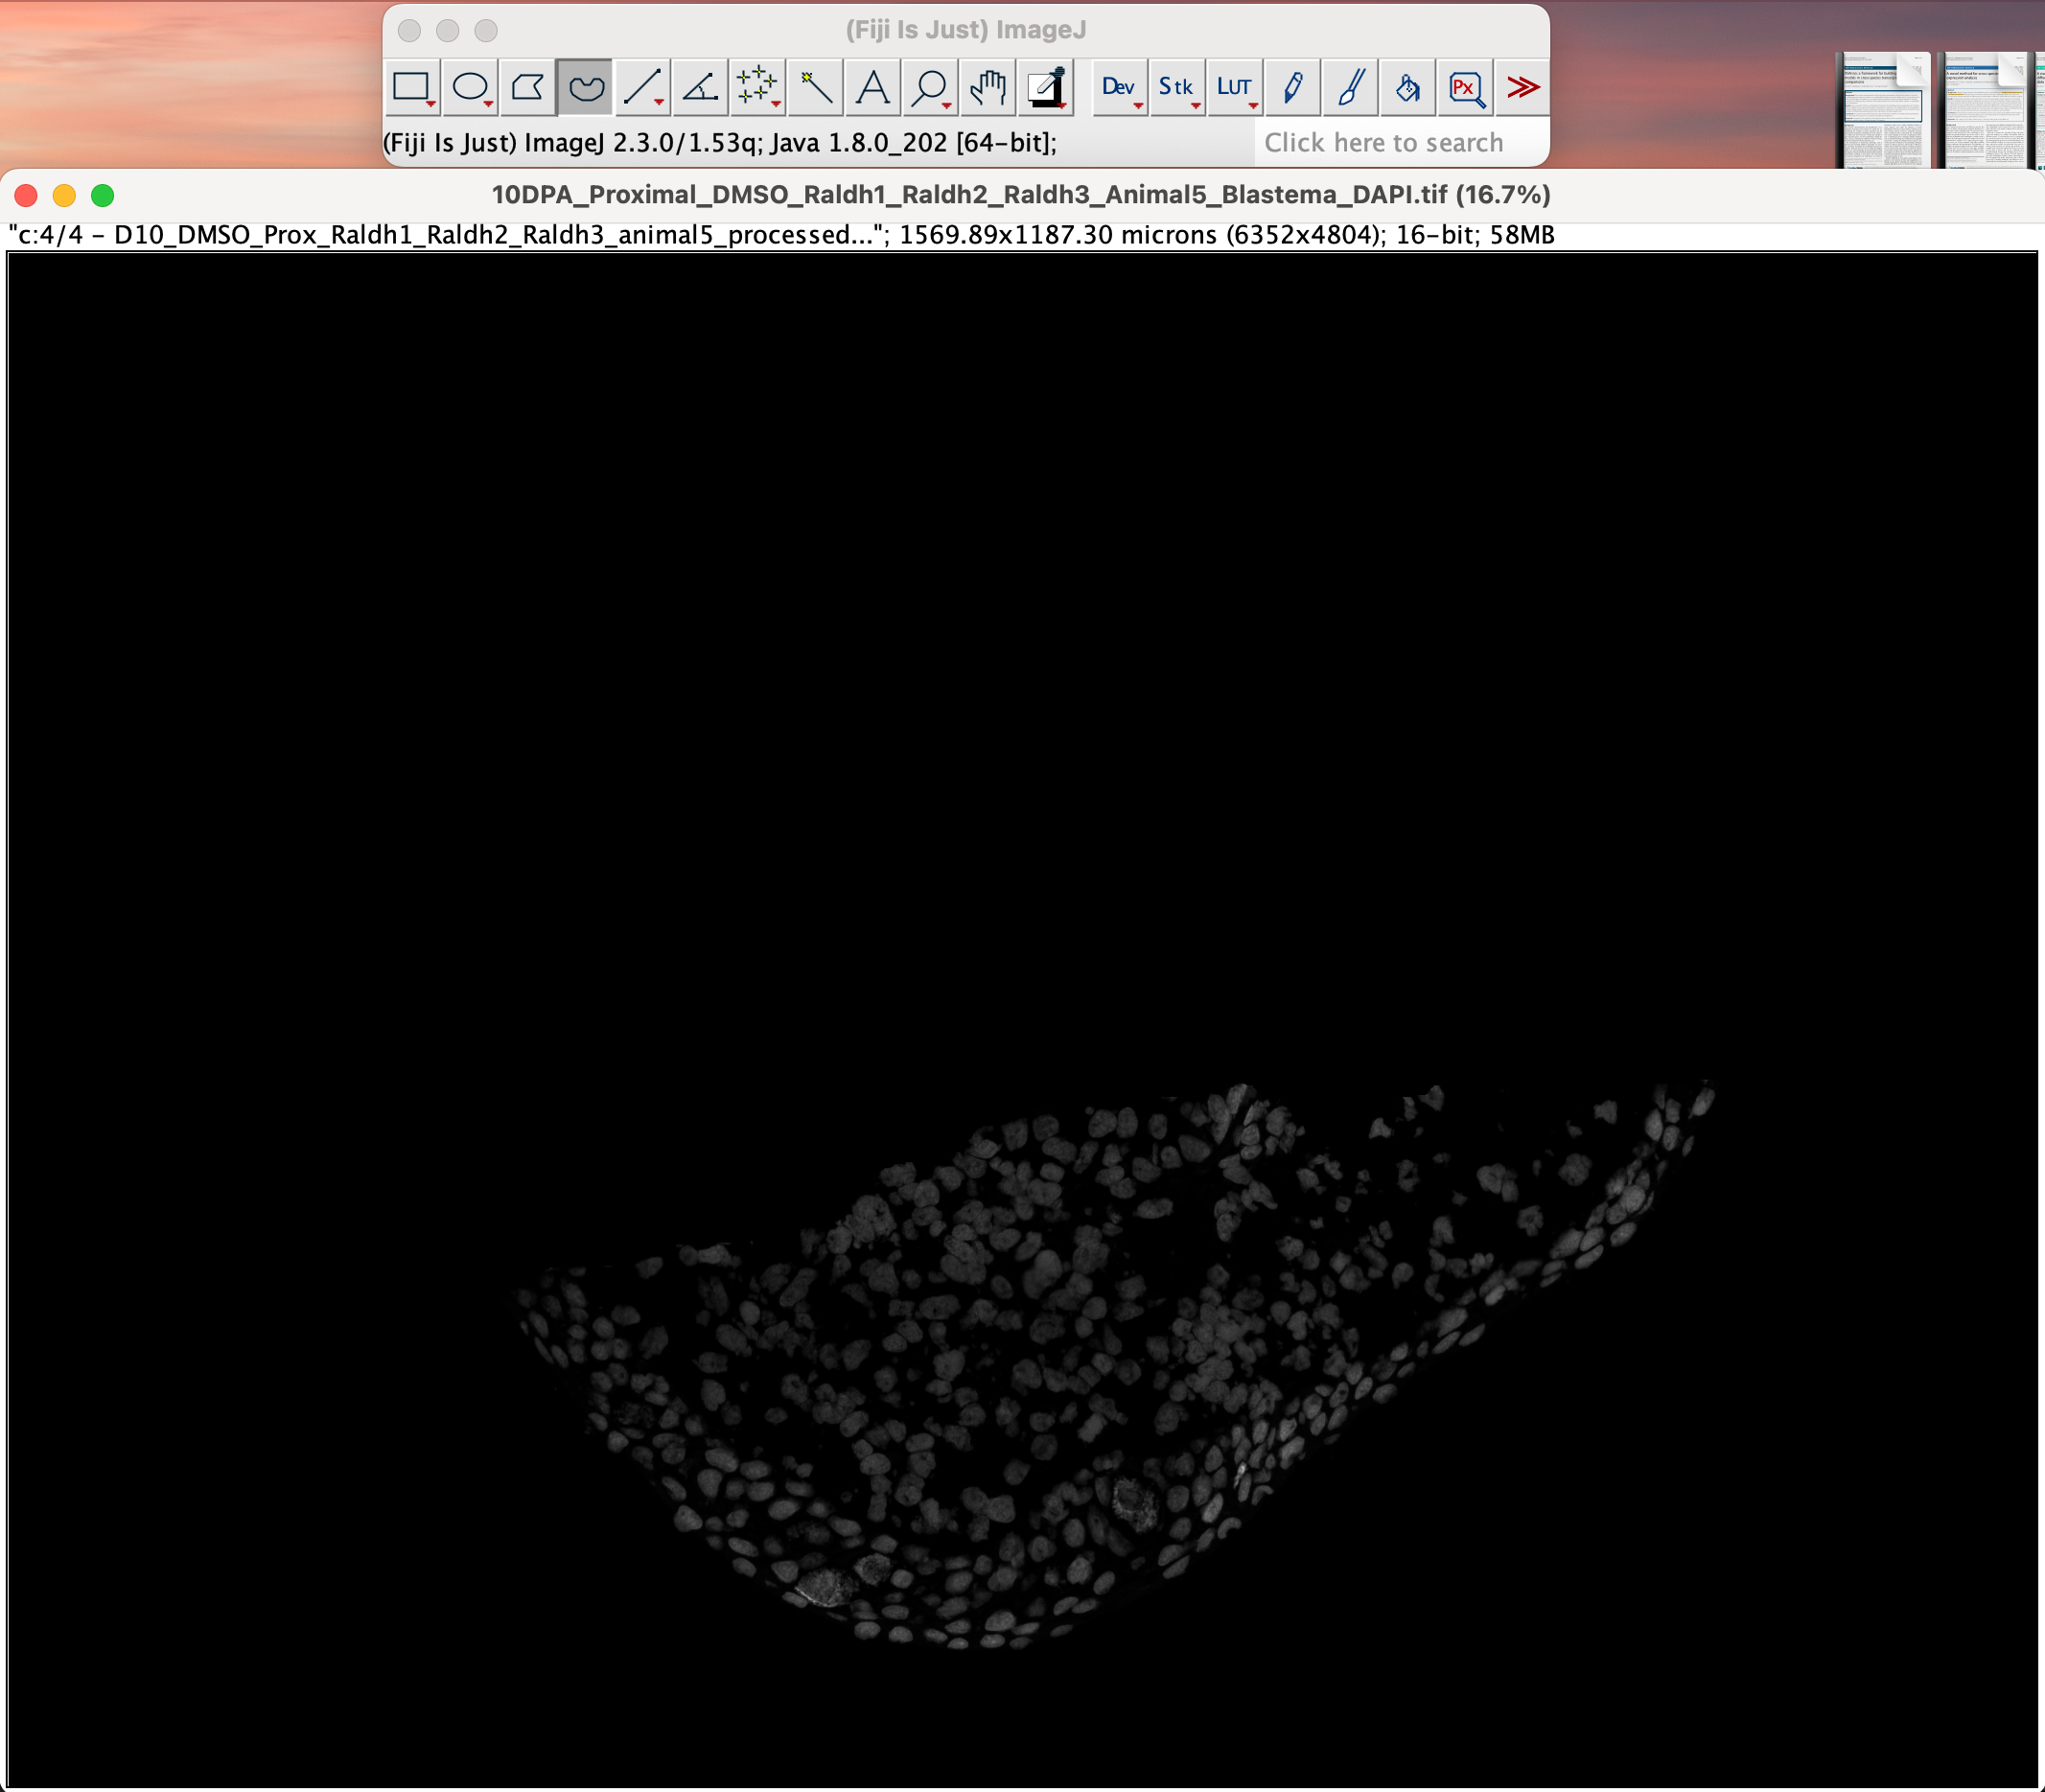 (Fiji Is Just) ImageJ
A
Dev
Stk
LUT
Px
(Fiji Is Just) ImageJ 2.3.0/1.53q; Java 1.8.0_202 [64-bit];
Click here to search
10DPA_Proximal_DMSO_Raldh1_Raldh2_Raldh3_Animal5_Blastema_DAPI.tif (16.7%)
"c:4/4 - D10_DMSO_Prox_Raldh1_Raldh2_Raldh3_animal5_processed..."; 1569.89x1187.30 microns (6352x4804); 16-bit; 58MB